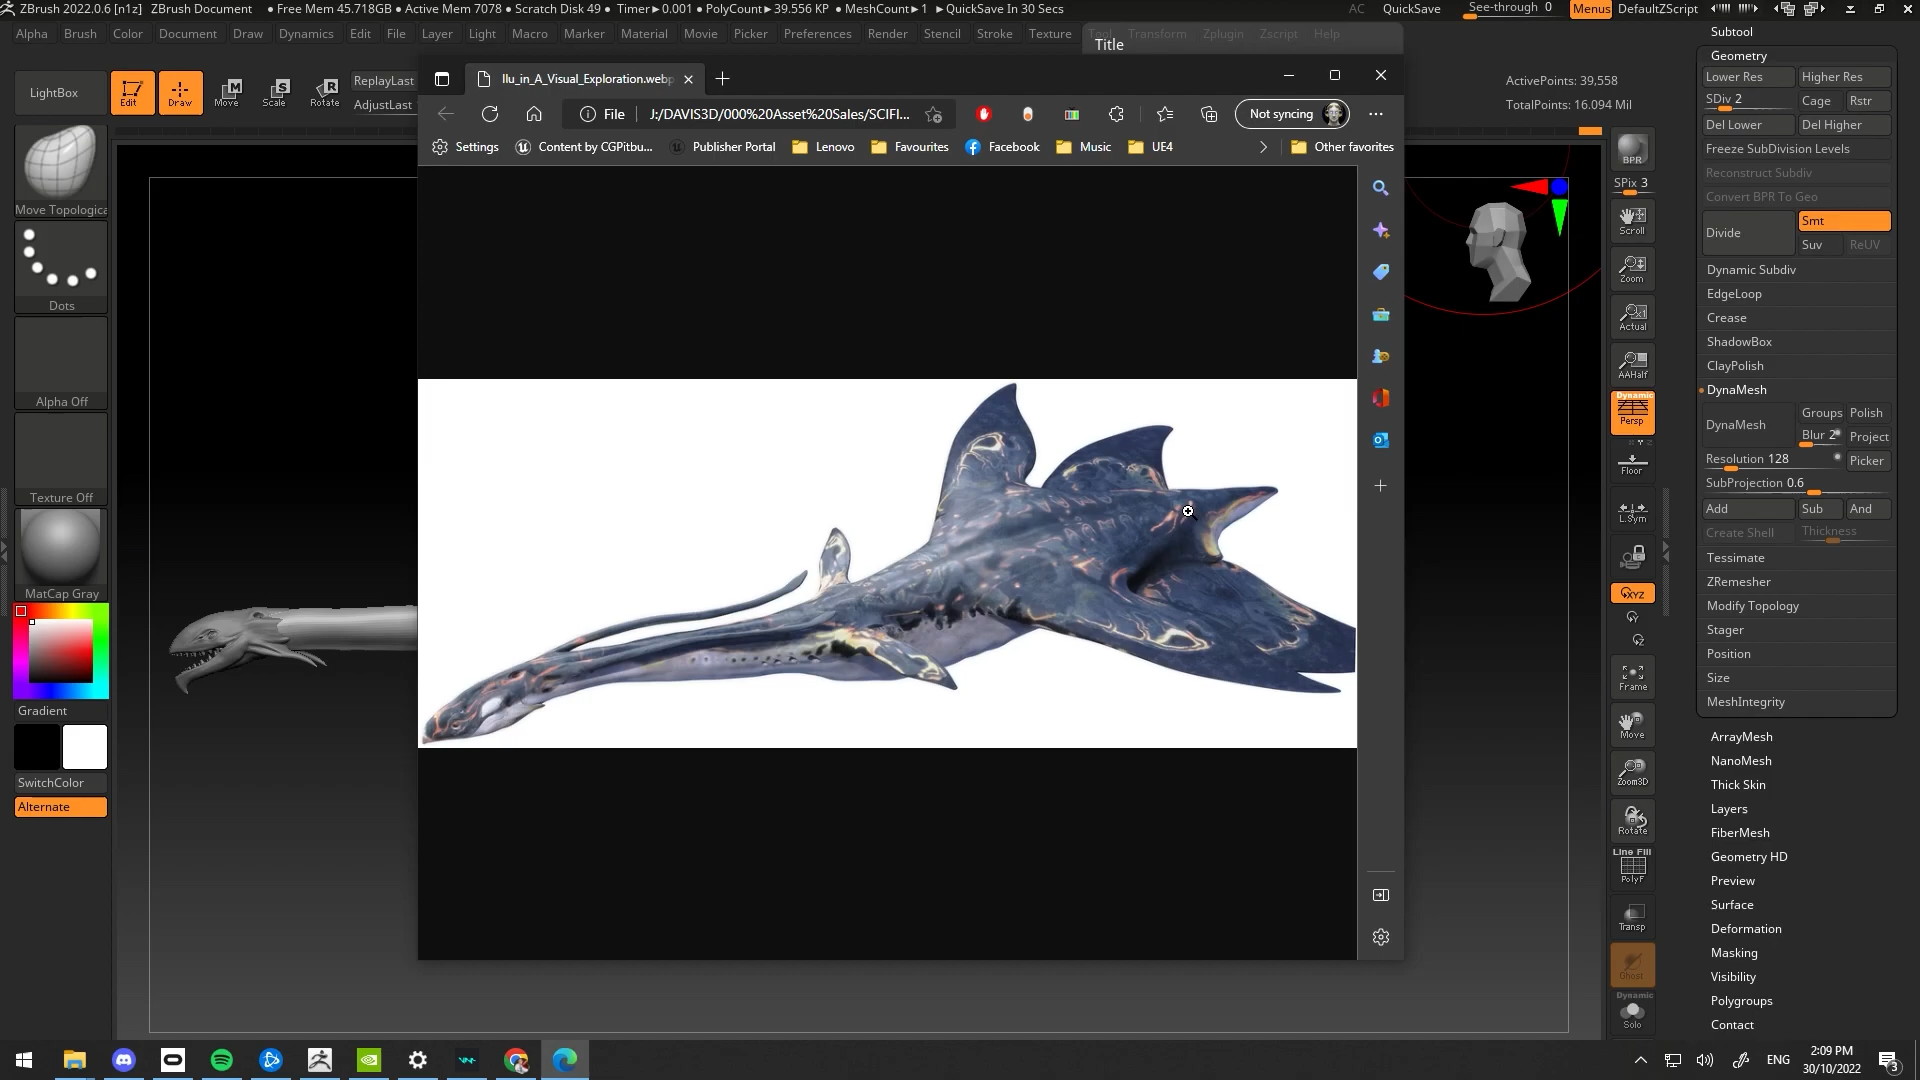 ZBrush 2022.0.6 [n1z] ZBrush Document ● Free Mem 45.718GB ● Active Mem 7078 ● Scratch Disk 49 ● Timer►0.001 ● PolyCount►39.556 KP ● MeshCount►1 ►QuickSave In 30 Secs AC QuickSave See-through 0 Menus DefaultZScript
Alpha Brush Color Document Draw Dynamics Edit File Layer Light Macro Marker Material Movie Picker Preferences Render Stencil Stroke Texture Tool Transform Zplugin Zscript Help
Title
LightBox
Edit
Draw
Move
Scale
Rotate
ReplayLast
AdjustLast
Ilu_in_A_Visual_Exploration.webp
File
J:/DAVIS3D/000%20Asset%20Sales/SCIFI...
Not syncing
Settings
Content by CGPitbu...
Publisher Portal
Lenovo
Favourites
Facebook
Music
UE4
Other favorites
ActivePoints: 39,558
TotalPoints: 16.094 Mil
Move Topologica
Dots
Alpha Off
Texture Off
MatCap Gray
Gradient
SwitchColor
Alternate
BPR
SPix 3
Scroll
Zoom
Actual
AAHalf
Dynamic
Persp
Floor
L.Sym
XYZ
Frame
Move
Zoom3D
Rotate
Line Fill
PolyF
Transp
Ghost
Dynamic
Solo
Subtool
Geometry
Lower Res Higher Res
SDiv 2 Cage Rstr
Del Lower Del Higher
Freeze SubDivision Levels
Reconstruct Subdiv
Convert BPR To Geo
Divide Smt
Suv ReUV
Dynamic Subdiv
EdgeLoop
Crease
ShadowBox
ClayPolish
DynaMesh
DynaMesh Groups Polish
Blur 2 Project
Resolution 128 Picker
SubProjection 0.6
Add Sub And
Create Shell Thickness
Tessimate
ZRemesher
Modify Topology
Stager
Position
Size
MeshIntegrity
ArrayMesh
NanoMesh
Thick Skin
Layers
FiberMesh
Geometry HD
Preview
Surface
Deformation
Masking
Visibility
Polygroups
Contact
ENG
2:09 PM
30/10/2022
3